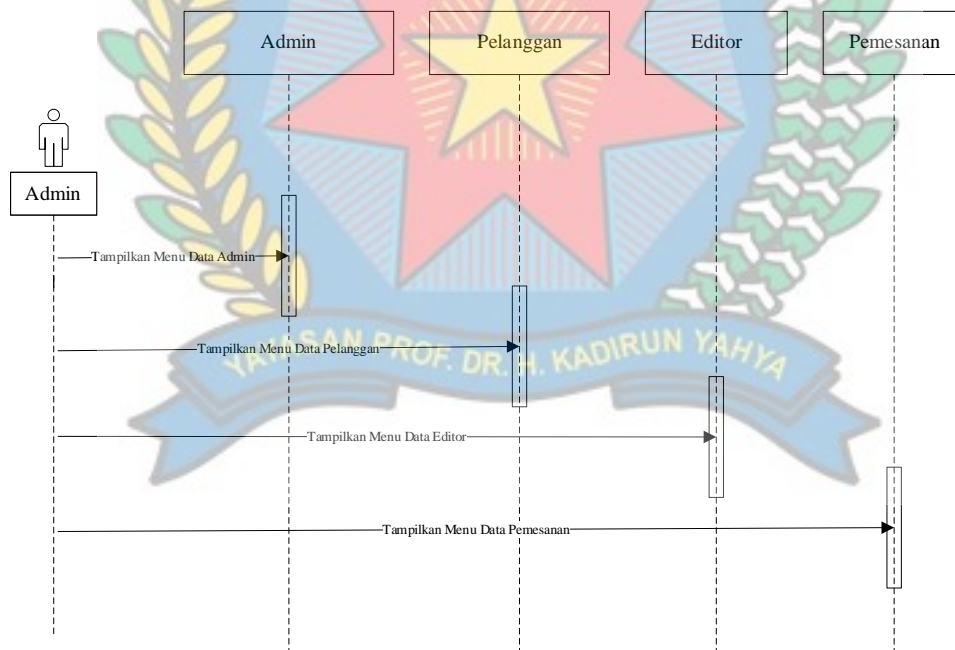 Admin
Pelanggan
Editor
Pemesanan
Admin
Tampilkan Menu Data Admin
Tampilkan Menu Data Pelanggan
YAYASAN PROF. DR. H. KADIRUN YAHYA
Tampilkan Menu Data Editor
Tampilkan Menu Data Pemesanan